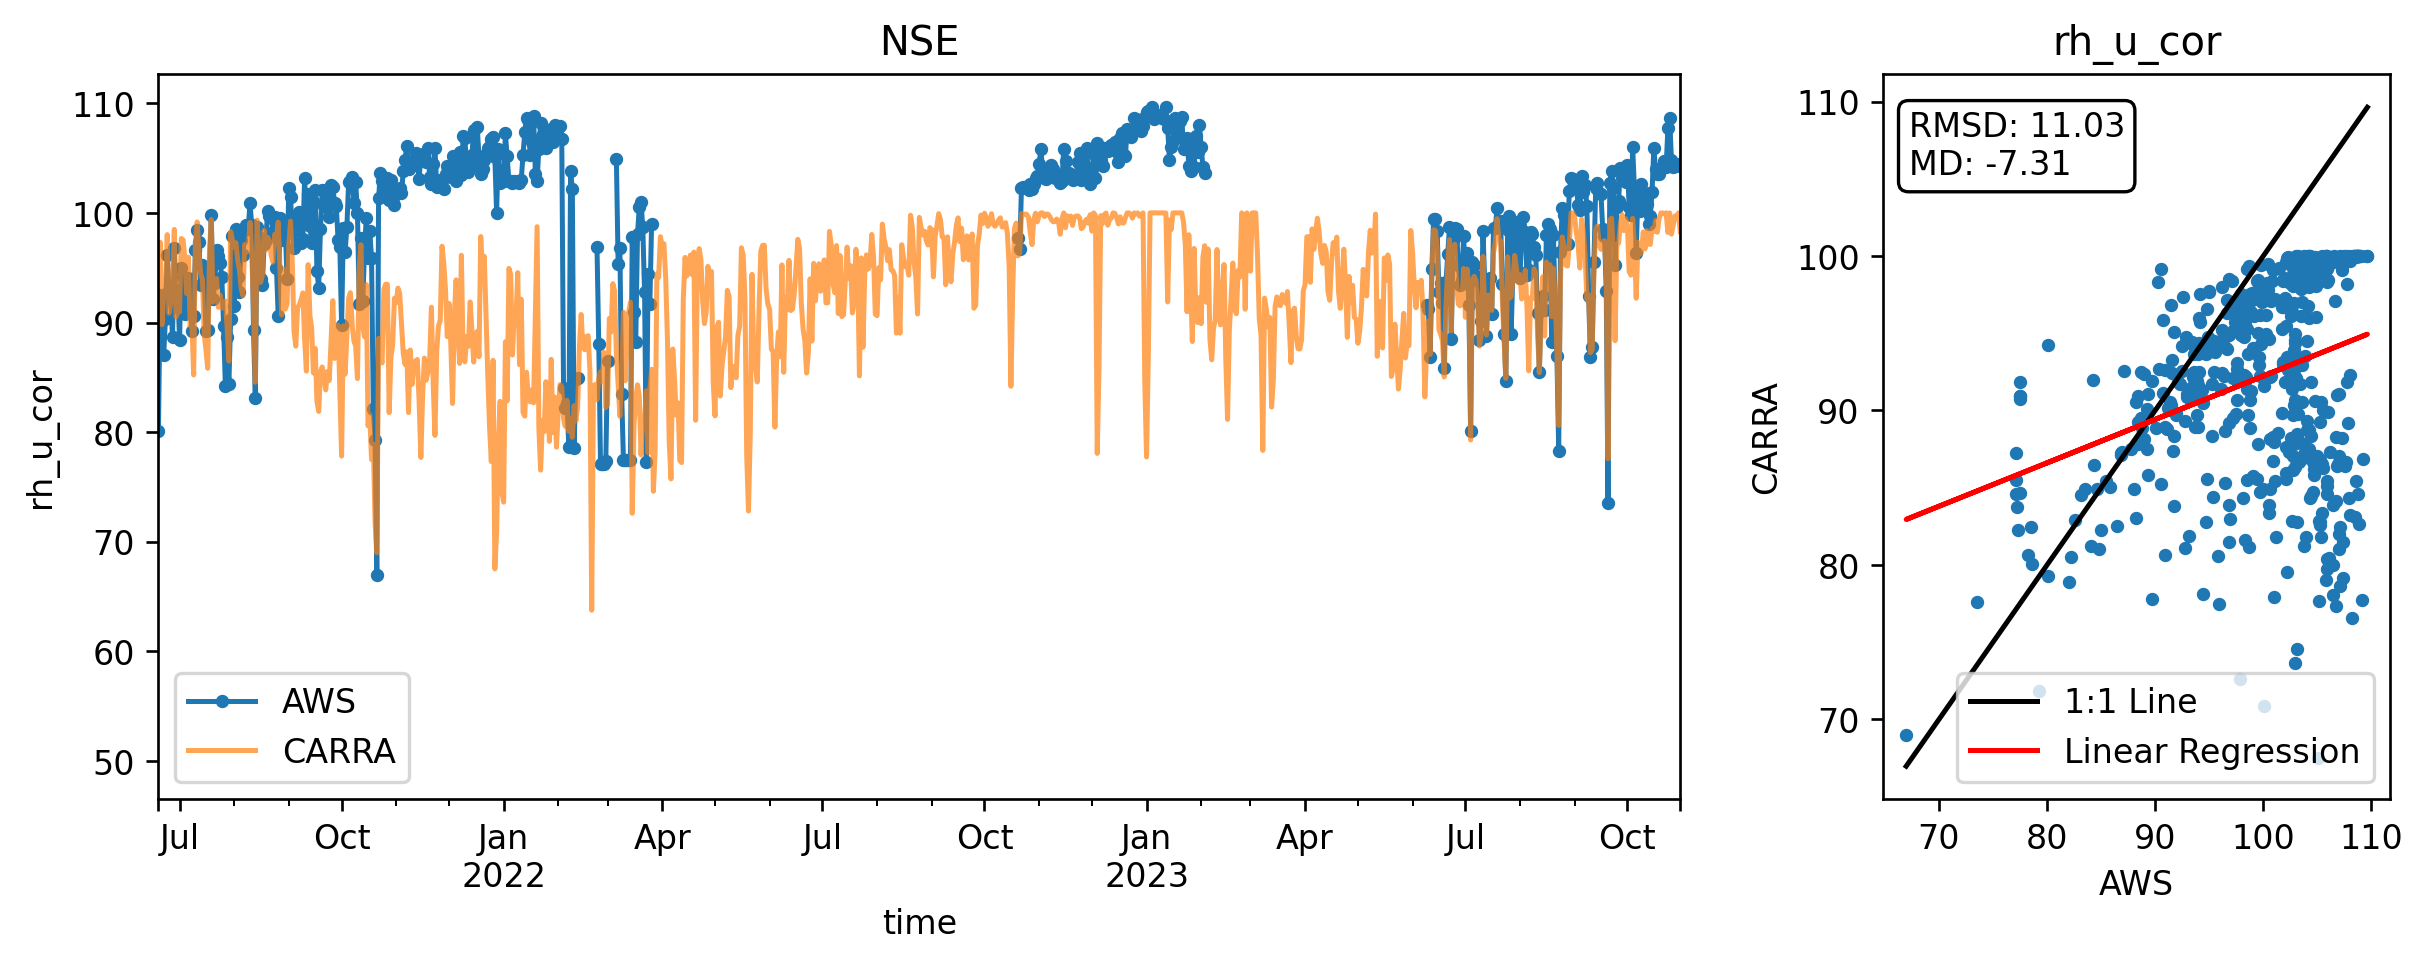 NSE
rh_u_cor
110
100
90
80
70
60
50
AWS
CARRA
Jul
Oct
Jan
2022
Apr
Jul
Oct
Jan
2023
Apr
Jul
Oct
time
rh_u_cor
CARRA
110
100
90
80
70
RMSD: 11.03
MD: -7.31
1:1 Line
Linear Regression
70
80
90
100
110
AWS